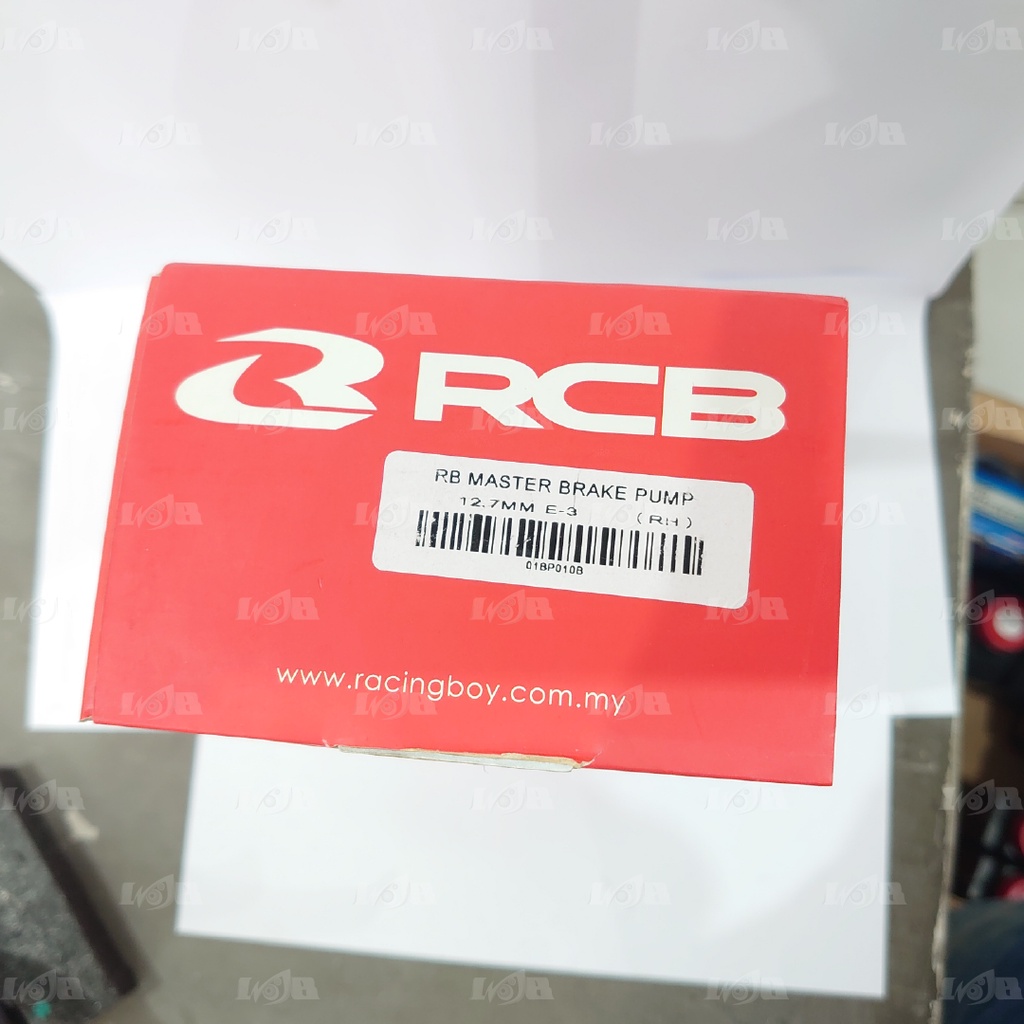 RCB
RB MASTER BRAKE PUMP
12.7MM E-3 (RH)
01BP010B
www.racingboy.com.my